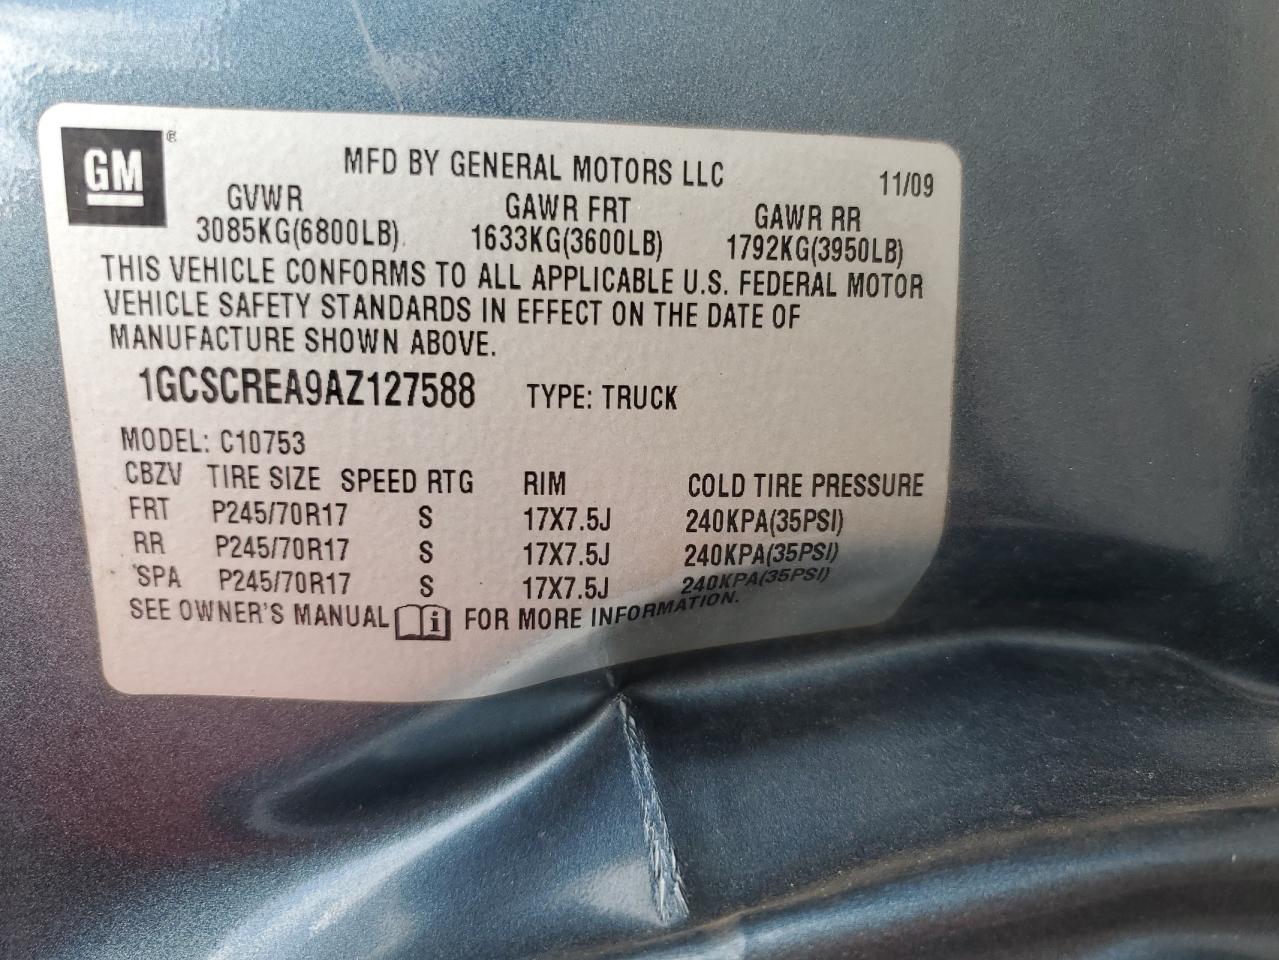 GM®
MFD BY GENERAL MOTORS LLC
11/09
GVWR GAWR FRT GAWR RR
3085KG(6800LB) 1633KG(3600LB) 1792KG(3950LB)
THIS VEHICLE CONFORMS TO ALL APPLICABLE U.S. FEDERAL MOTOR
VEHICLE SAFETY STANDARDS IN EFFECT ON THE DATE OF
MANUFACTURE SHOWN ABOVE.
1GCSCREA9AZ127588 TYPE: TRUCK
MODEL: C10753
CBZV TIRE SIZE SPEED RTG RIM COLD TIRE PRESSURE
FRT P245/70R17 S 17X7.5J 240KPA(35PSI)
RR P245/70R17 S 17X7.5J 240KPA(35PSI)
SPA P245/70R17 S 17X7.5J 240KPA(35PSI)
SEE OWNER'S MANUAL i FOR MORE INFORMATION.